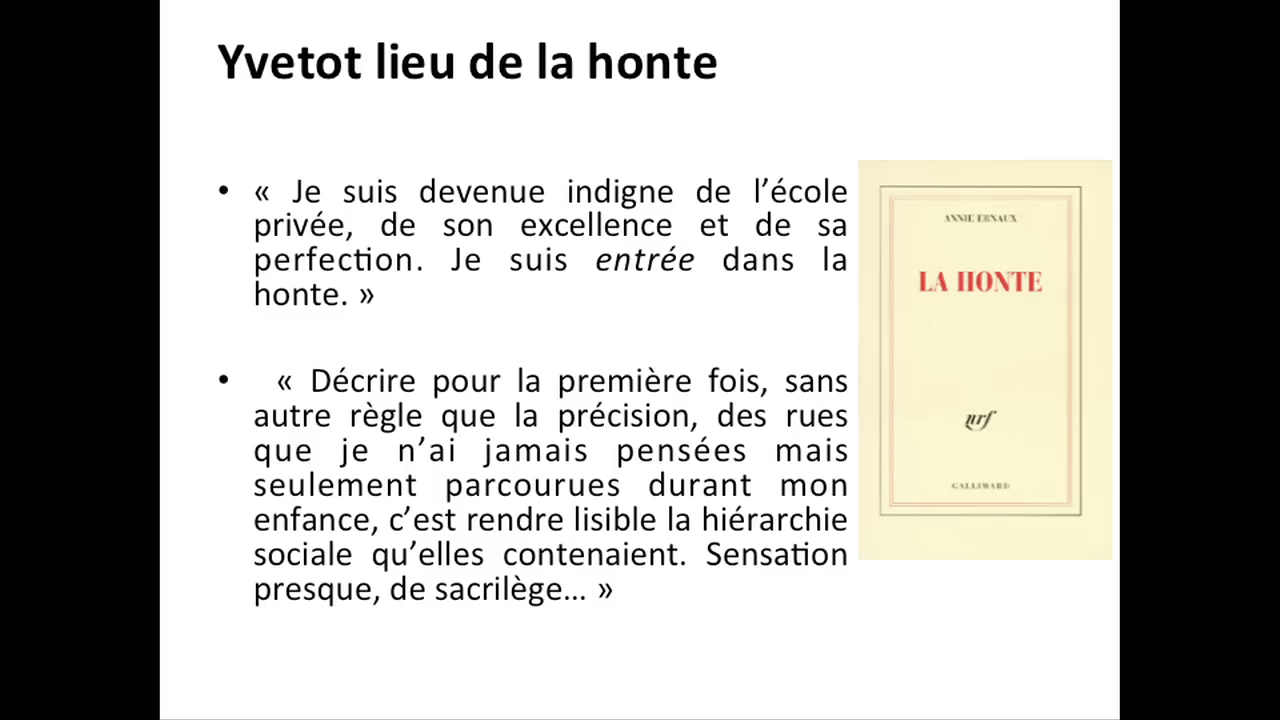 Yvetot lieu de la honte
• « Je suis devenue indigne de l’école
privée, de son excellence et de sa
perfection. Je suis entrée dans la
honte. »
• « Décrire pour la première fois, sans
autre règle que la précision, des rues
que je n’ai jamais pensées mais
seulement parcourues durant mon
enfance, c’est rendre lisible la hiérarchie
sociale qu’elles contenaient. Sensation
presque, de sacrilège... »
ANNIE ERNAUX
LA HONTE
nrf
GALLIMARD